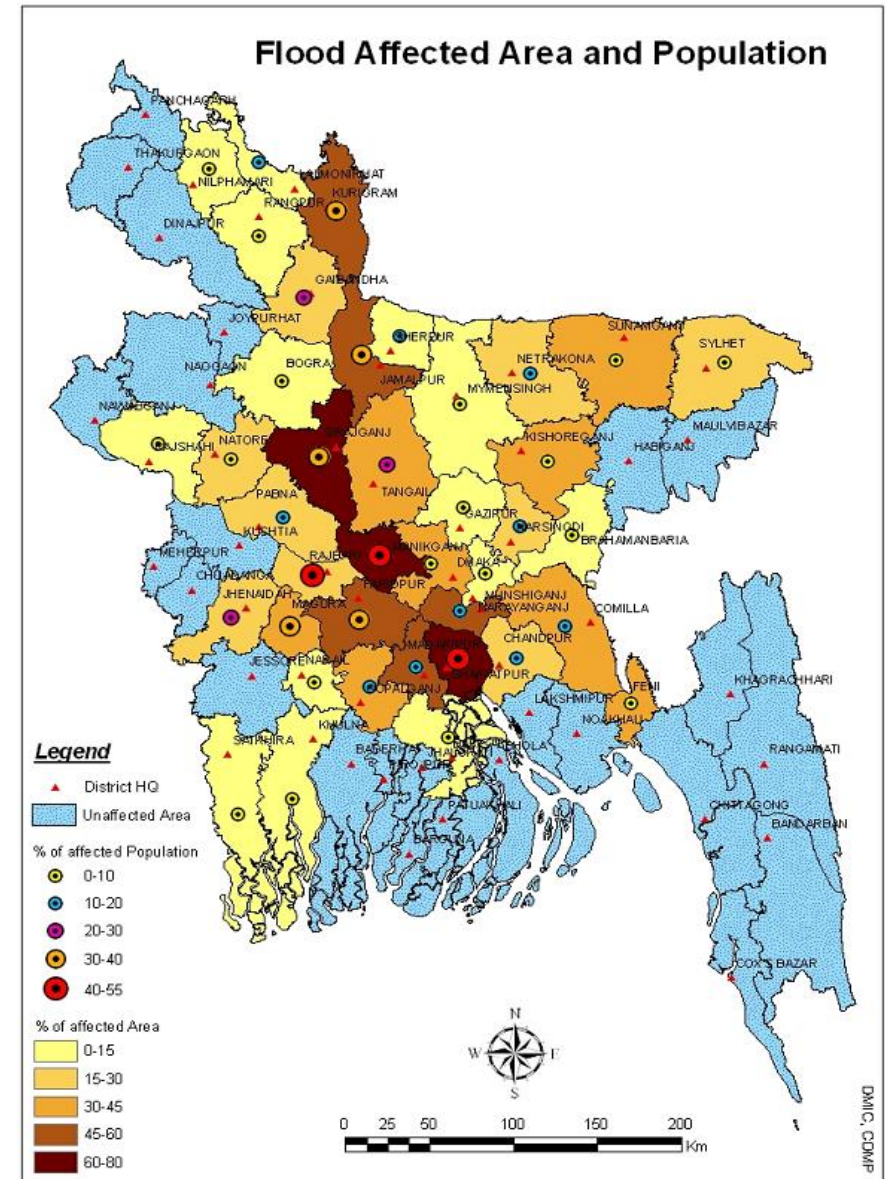 Flood Affected Area and Population
PANCHAGARH
THAKURGAON
NILPHAMARI
LALMONIRHAT
KURIGRAM
RANGPUR
DINAJPUR
GAIBANDHA
JOYPURHAT
SHERPUR
SUNAMGANJ
SYLHET
NAOGAON
BOGRA
NETRAKONA
JAMALPUR
MYMENSINGH
NAWABGANJ
MAULVIBAZAR
RAJSHAHI
NATORE
SIRAJGANJ
KISHOREGANJ
HABIGANJ
TANGAIL
PABNA
GAZIPUR
NARSINGDI
KUSHTIA
BRAHAMANBARIA
MEHERPUR
RAJBARI
MANIKGANJ
DHAKA
CHUADANGA
FARIDPUR
JHENAIDAH
MAGURA
MUNSHIGANJ
NARAYANGANJ
COMILLA
MADARIPUR
CHANDPUR
JESSORE
NARAIL
SHARIATPUR
GOPALGANJ
FENI
KHAGRACHHARI
LAKSHMIPUR
NOAKHALI
KHULNA
SATKHIRA
BAGERHAT
BHOLA
PIROJPUR
RANGAMATI
PATUAKHALI
CHITTAGONG
BANDARBAN
BARGUNA
COX'S BAZAR
Legend
District HQ
Unaffected Area
% of affected Population
0-10
10-20
20-30
30-40
40-55
% of affected Area
0-15
15-30
30-45
45-60
60-80
N
W E
S
0 25 50 100 150 200
Km
DMIC, CDMP